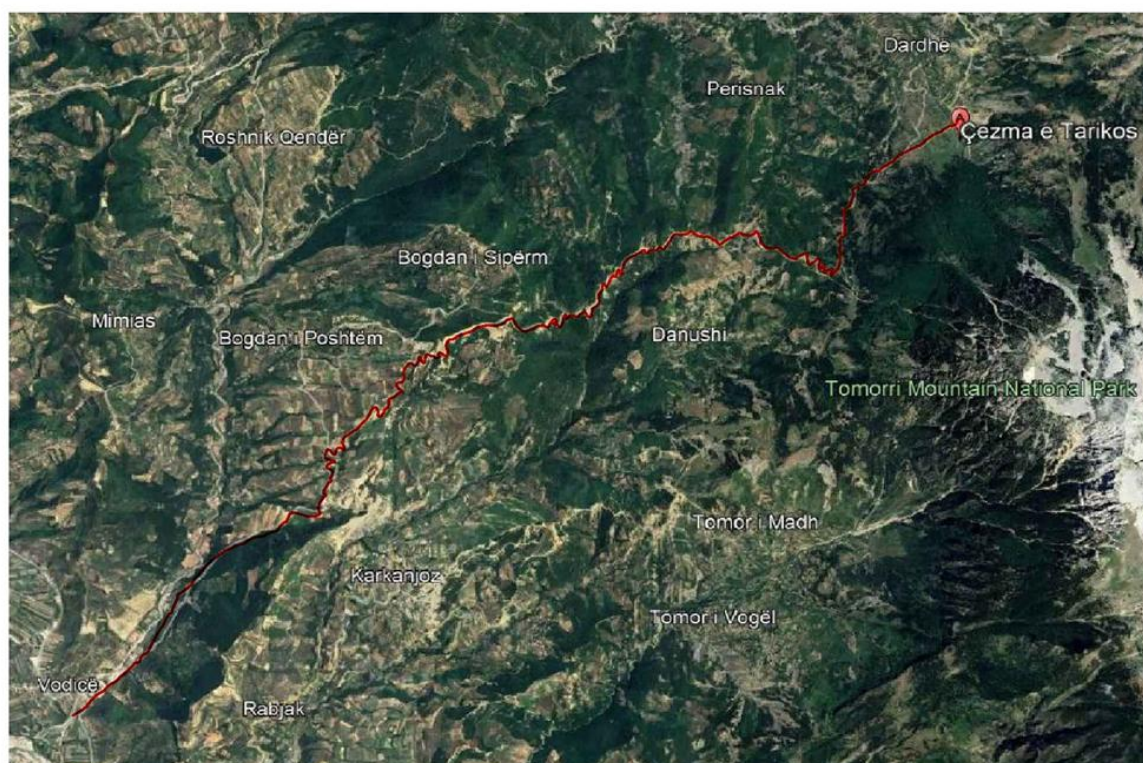 Dardhë
Perisnak
A
Çezma e Tarikos
Roshnik Qendër
Bogdan i Sipërm
Mimias
Bogdan i Poshtëm
Danushi
Tomorri Mountain National Park
Tomor i Madh
Karkanjoz
Tomor i Vogël
Vodicë
Rabjak